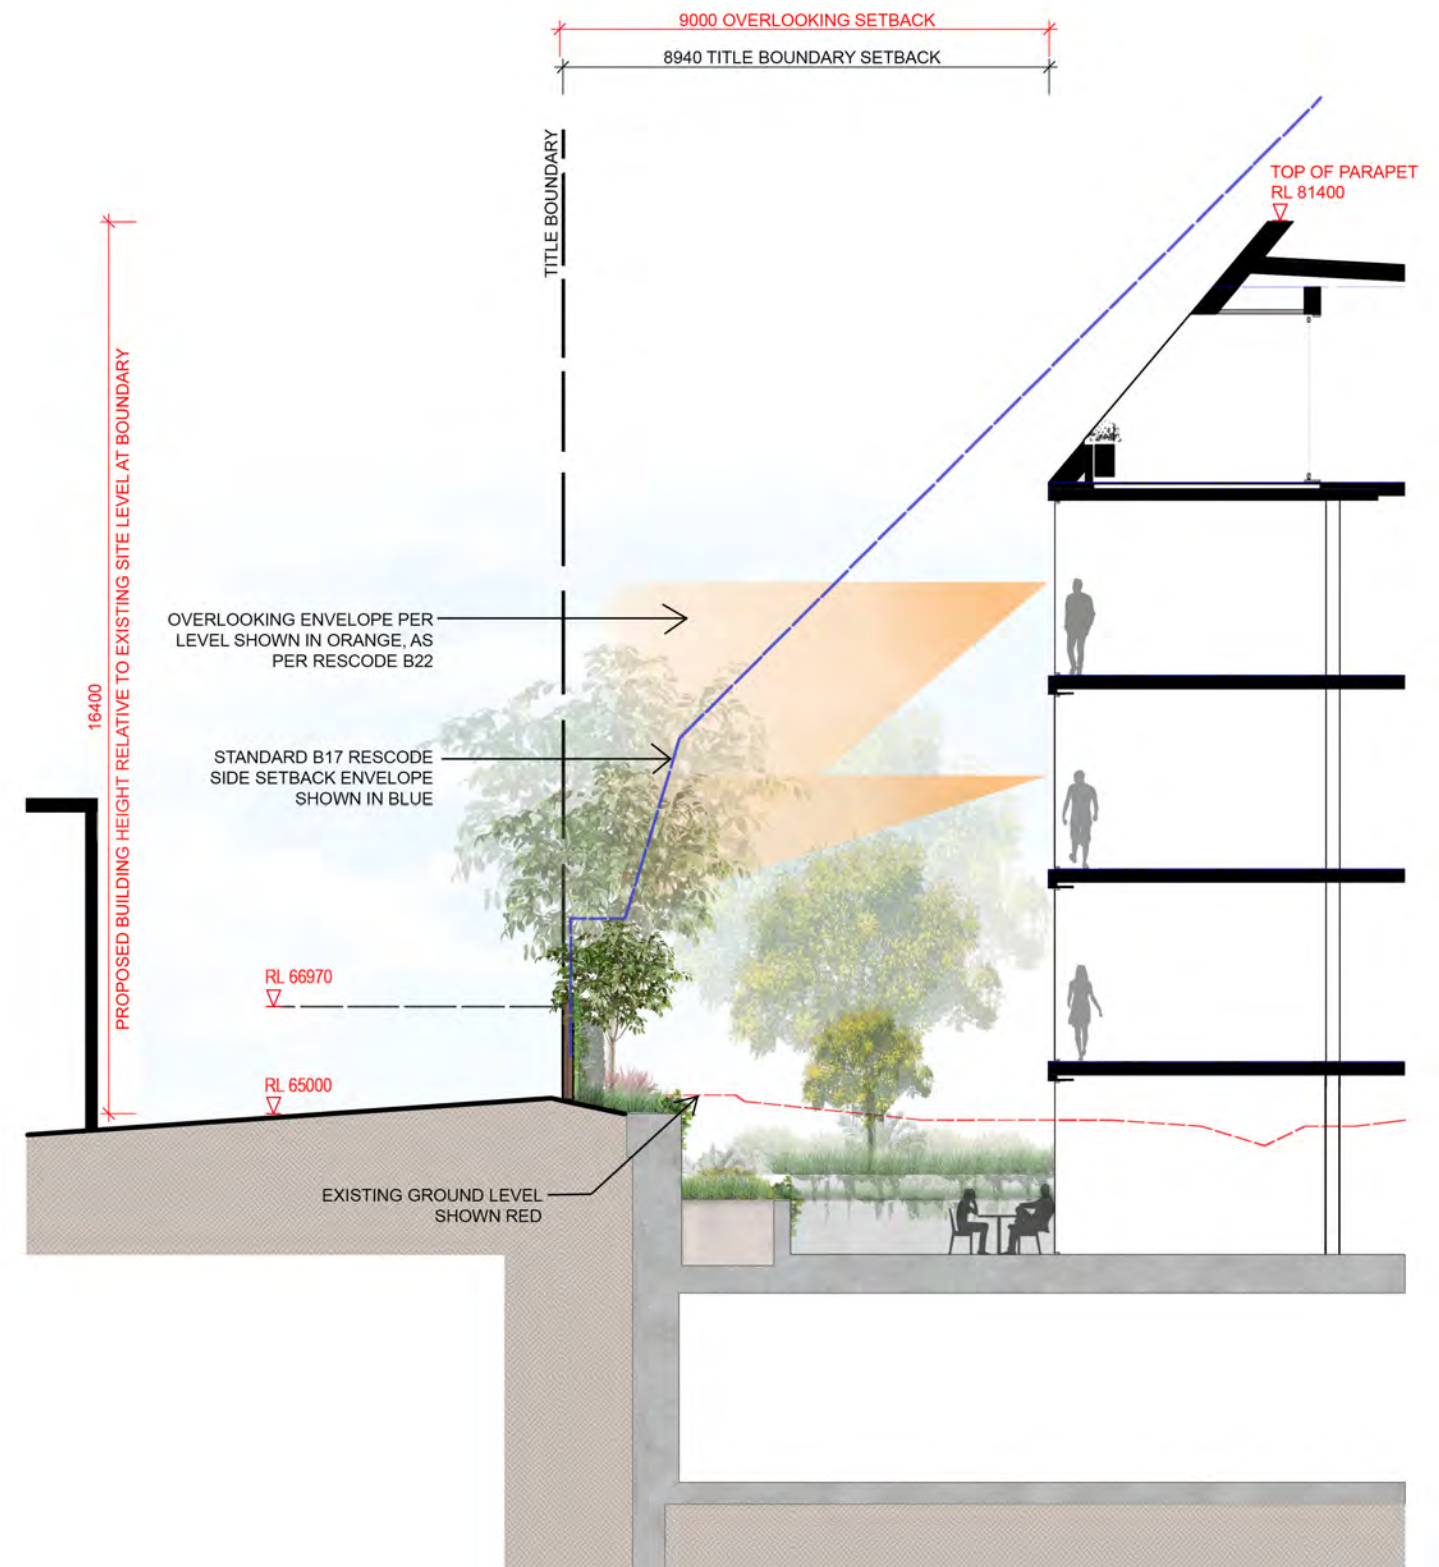 9000 OVERLOOKING SETBACK
8940 TITLE BOUNDARY SETBACK
TITLE BOUNDARY
TOP OF PARAPET
RL 81400
16400
PROPOSED BUILDING HEIGHT RELATIVE TO EXISTING SITE LEVEL AT BOUNDARY
OVERLOOKING ENVELOPE PER
LEVEL SHOWN IN ORANGE, AS
PER RESCODE B22
STANDARD B17 RESCODE
SIDE SETBACK ENVELOPE
SHOWN IN BLUE
RL 66970
RL 65000
EXISTING GROUND LEVEL
SHOWN RED